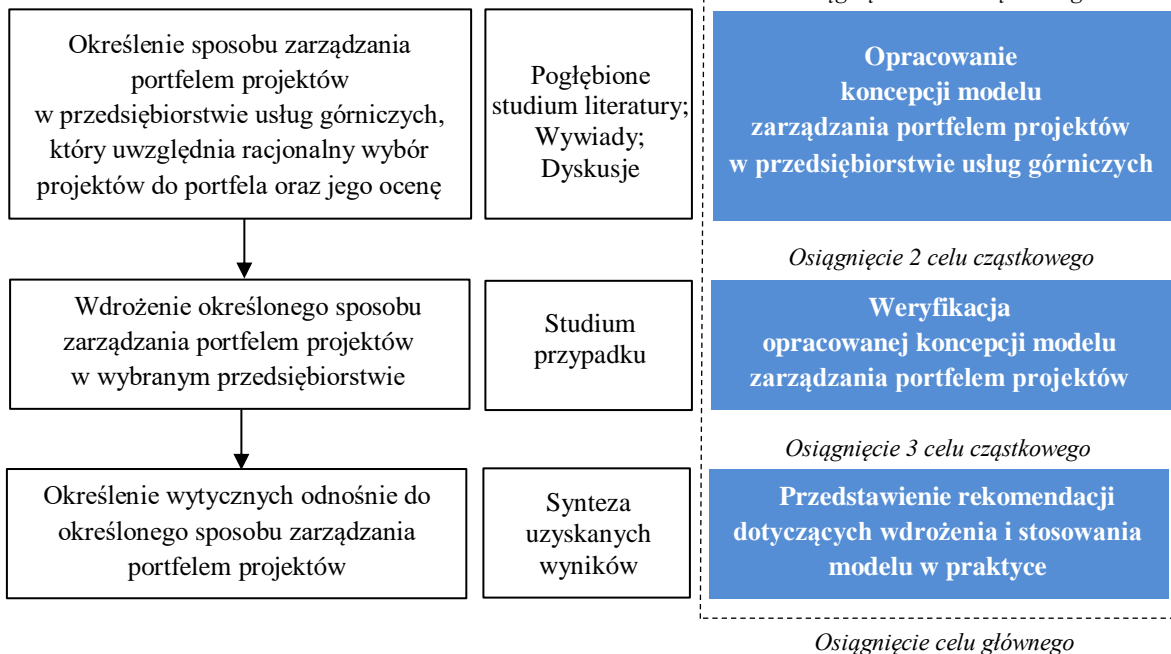 Określenie sposobu zarządzania
portfelem projektów
w przedsiębiorstwie usług górniczych,
który uwzględnia racjonalny wybór
projektów do portfela oraz jego ocenę
Pogłębione
studium literatury;
Wywiady;
Dyskusje
Opracowanie
koncepcji modelu
zarządzania portfelem projektów
w przedsiębiorstwie usług górniczych
Osiągnięcie 2 celu cząstkowego
Wdrożenie określonego sposobu
zarządzania portfelem projektów
w wybranym przedsiębiorstwie
Studium
przypadku
Weryfikacja
opracowanej koncepcji modelu
zarządzania portfelem projektów
Osiągnięcie 3 celu cząstkowego
Określenie wytycznych odnośnie do
określonego sposobu zarządzania
portfelem projektów
Synteza
uzyskanych
wyników
Przedstawienie rekomendacji
dotyczących wdrożenia i stosowania
modelu w praktyce
Osiągnięcie celu głównego